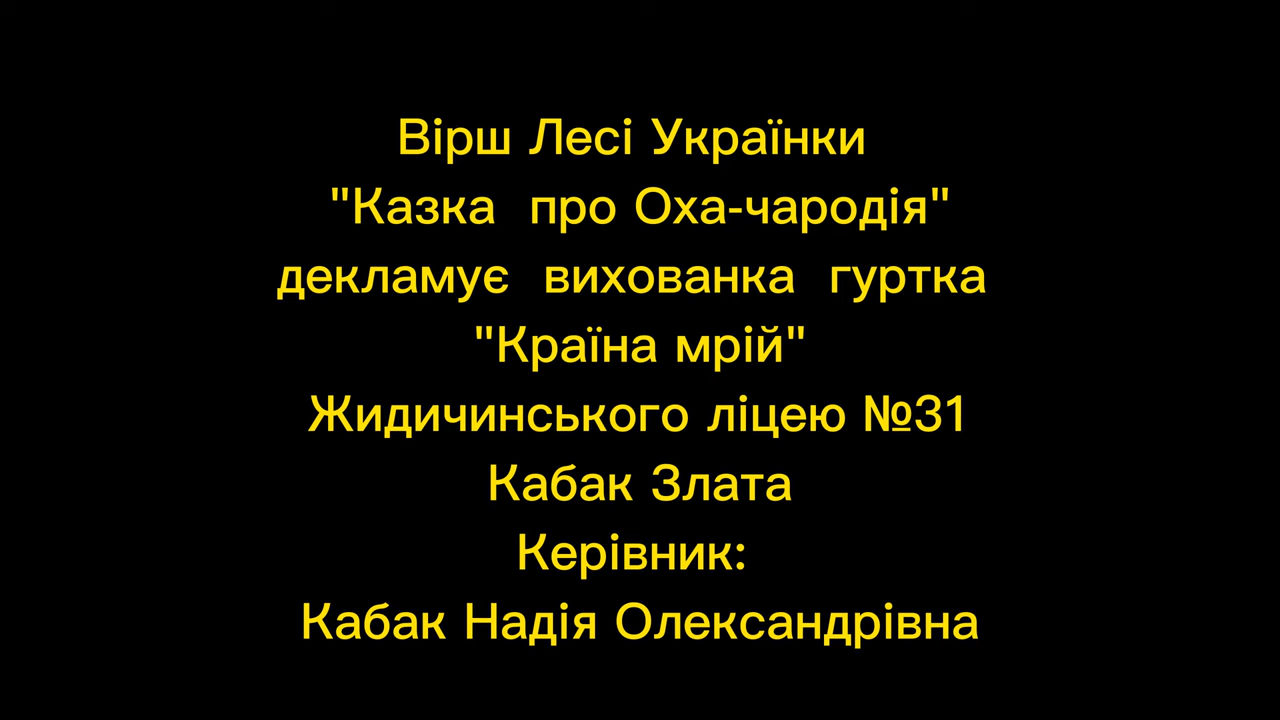 Вірш Лесі Українки
"Казка про Оха-чародія"
декламує вихованка гуртка
"Країна мрій"
Жидичинського ліцею №31
Кабак Злата
Керівник:
Кабак Надія Олександрівна